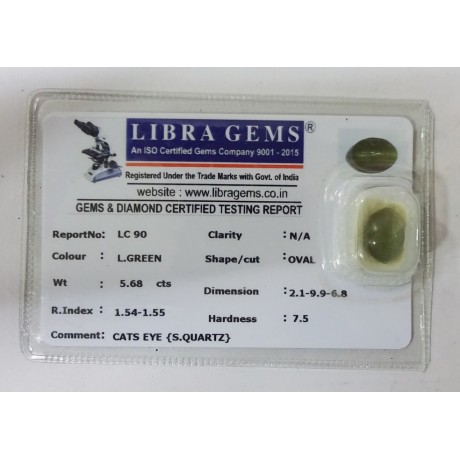 LIBRA GEMS ®
An ISO Certified Gems Company 9001 - 2015
Registered Under the Trade Marks with Govt. of India
website : www.libragems.co.in
GEMS & DIAMOND CERTIFIED TESTING REPORT
ReportNo: LC 90 Clarity : N/A
Colour : L.GREEN Shape/cut : OVAL
Wt : 5.68 cts Dimension : 2.1-9.9-6.8
R.Index : 1.54-1.55 Hardness : 7.5
Comment: CATS EYE {S.QUARTZ}